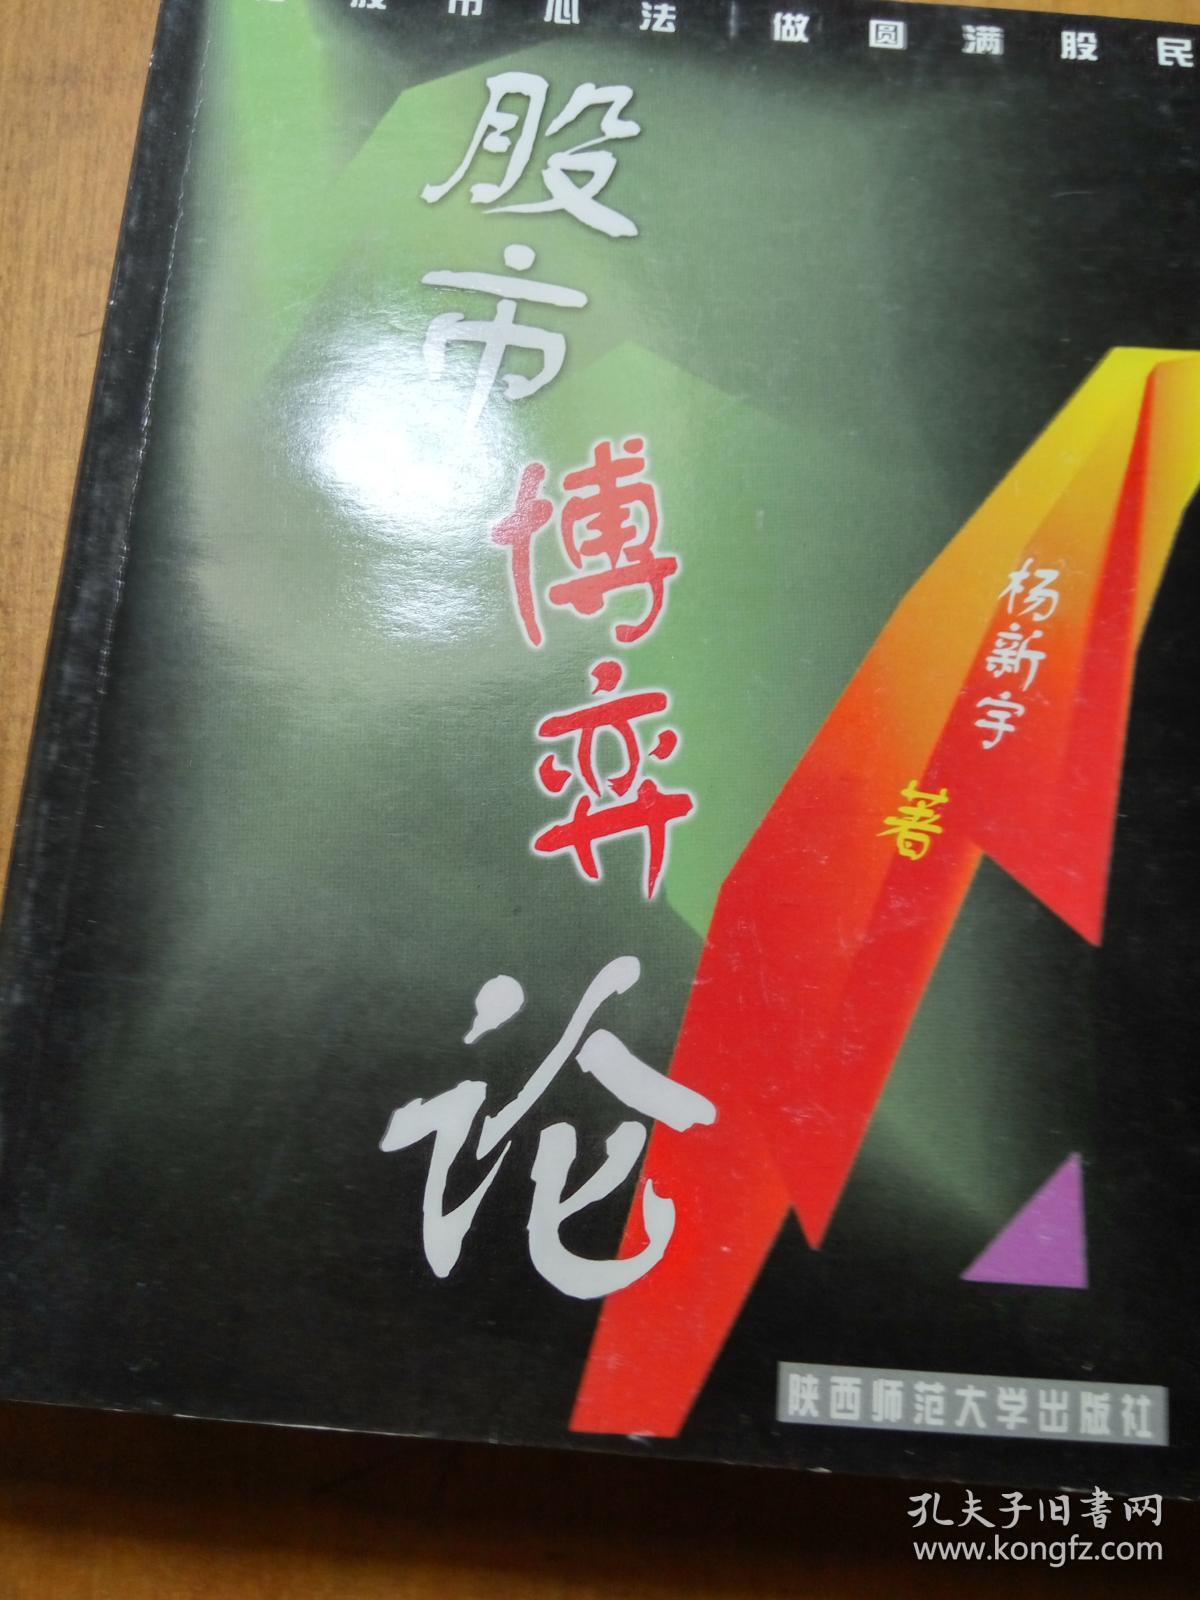 股市心法 做圆满股民
股市博弈论
杨新宇
著
陕西师范大学出版社
孔夫子旧书网
www.kongfz.com